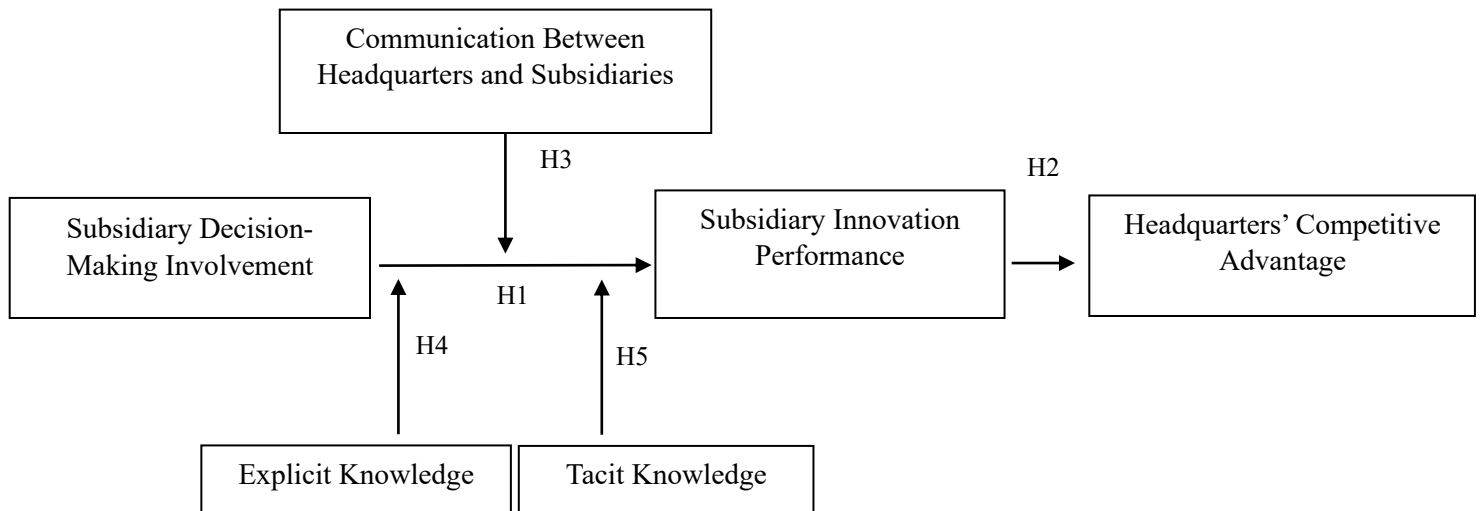 Communication Between
Headquarters and Subsidiaries
H3
H2
Subsidiary Decision-
Making Involvement
Subsidiary Innovation
Performance
Headquarters’ Competitive
Advantage
H1
H4
H5
Explicit Knowledge
Tacit Knowledge